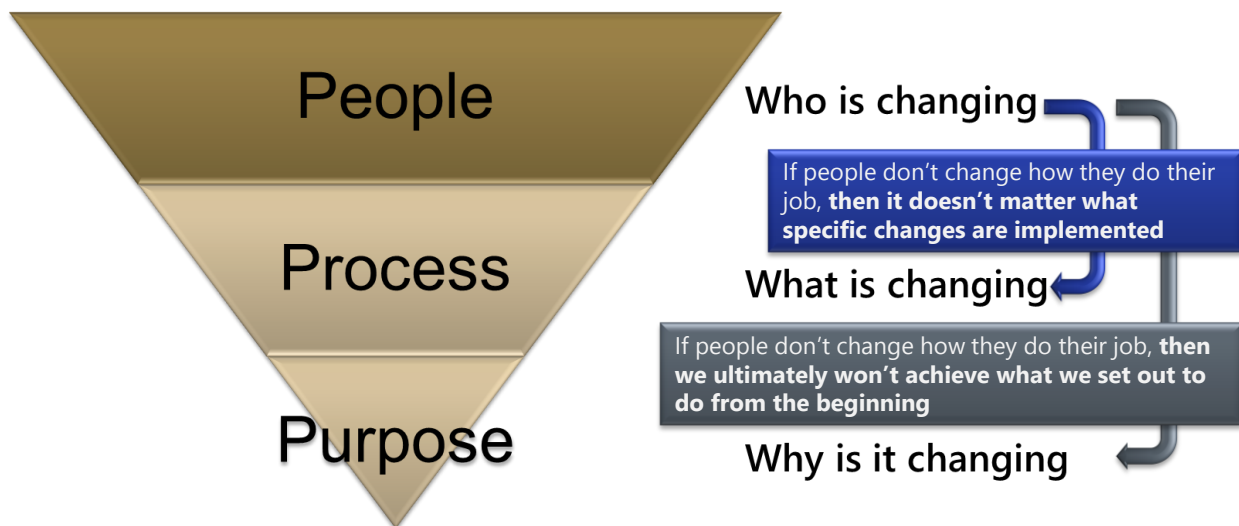 People
Who is changing
If people don’t change how they do their
job, then it doesn’t matter what
specific changes are implemented
Process
What is changing
If people don’t change how they do their job, then
we ultimately won’t achieve what we set out to
do from the beginning
Purpose
Why is it changing